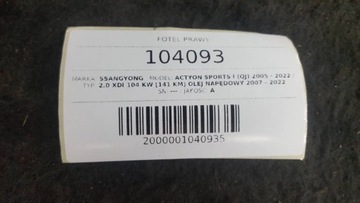 FOTEL PRAWY
104093
MARKA: SSANGYONG, MODEL: ACTYON SPORTS I (QJ) 2005 - 2022 /
TYP: 2.0 XDI 104 KW [141 KM] OLEJ NAPĘDOWY 2007 - 2022
SN: ---, JAKOŚĆ: A
2000001040935